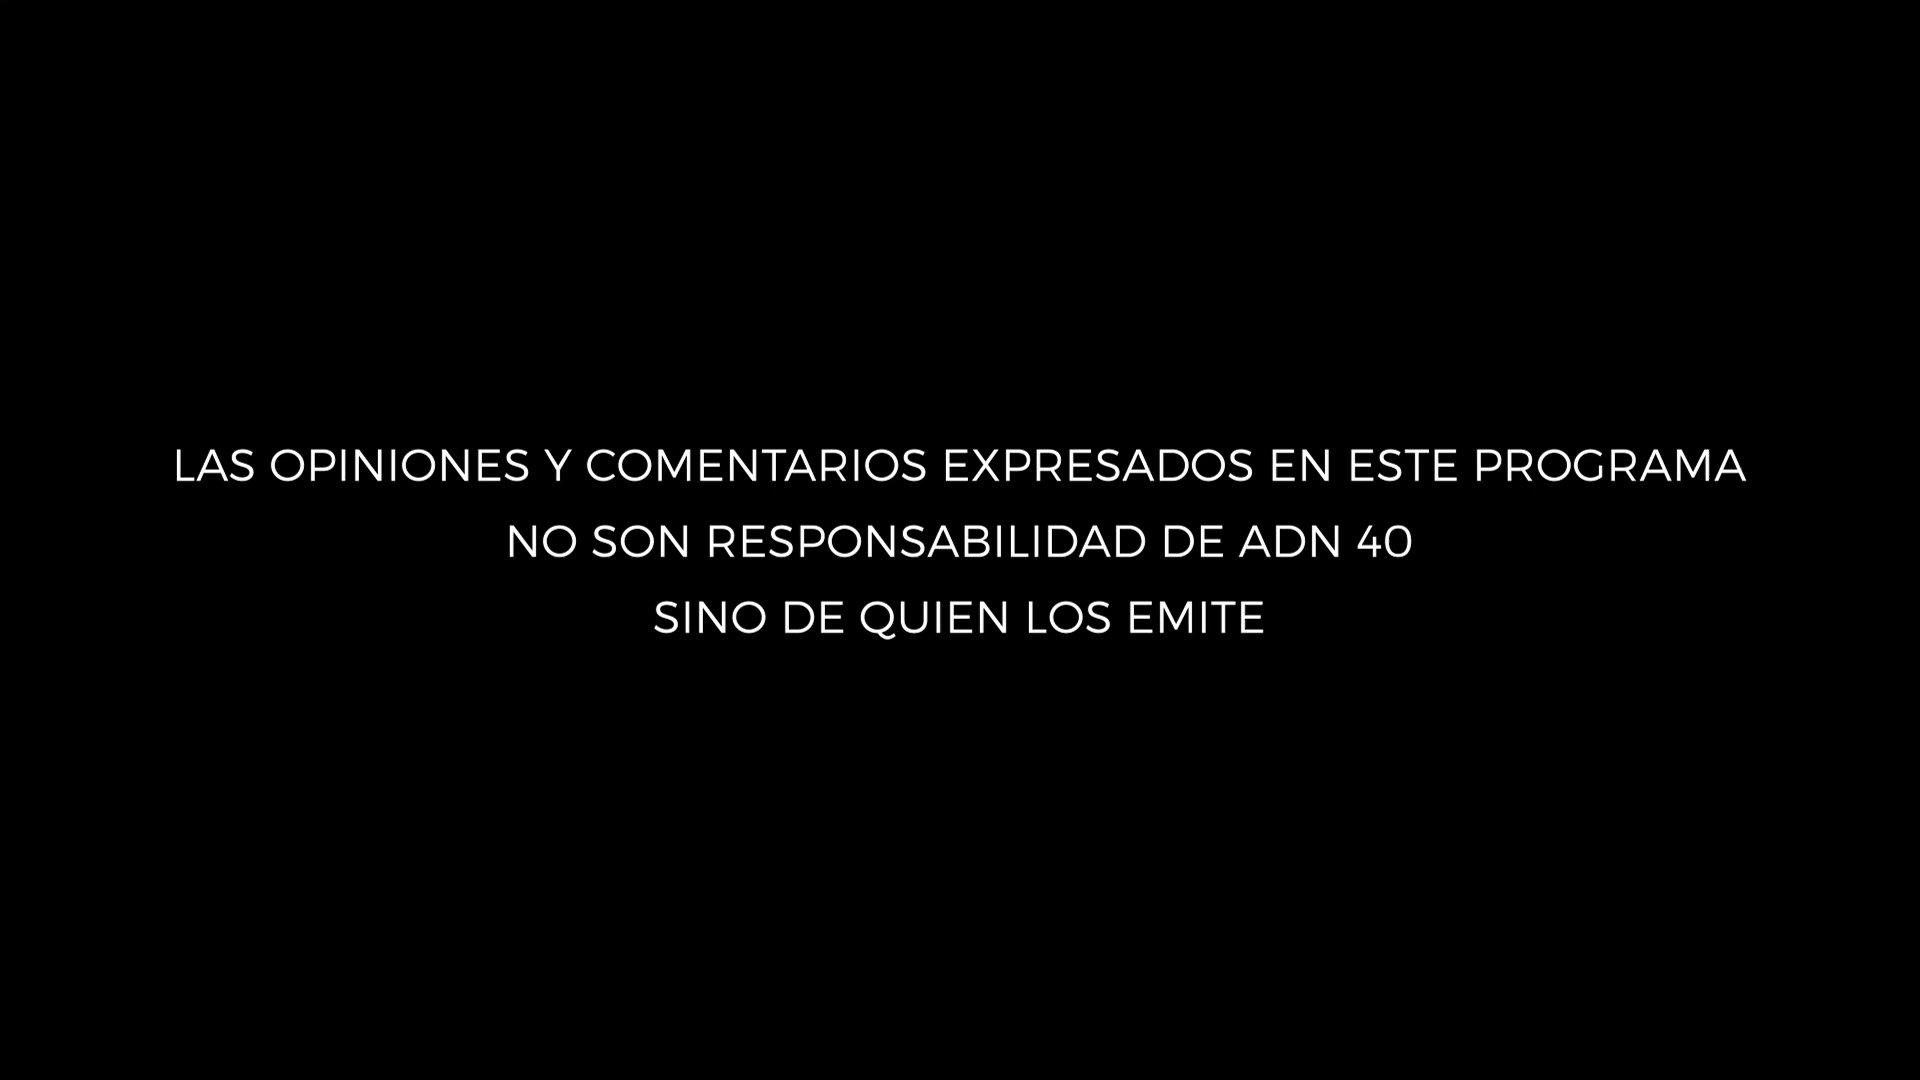 LAS OPINIONES Y COMENTARIOS EXPRESADOS EN ESTE PROGRAMA
NO SON RESPONSABILIDAD DE ADN 40
SINO DE QUIEN LOS EMITE